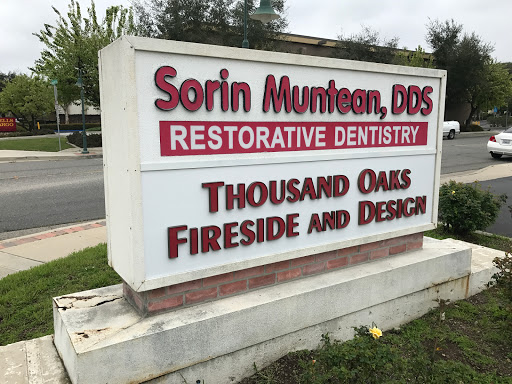 Sorin Muntean, DDS
RESTORATIVE DENTISTRY
THOUSAND OAKS
FIRESIDE AND DESIGN